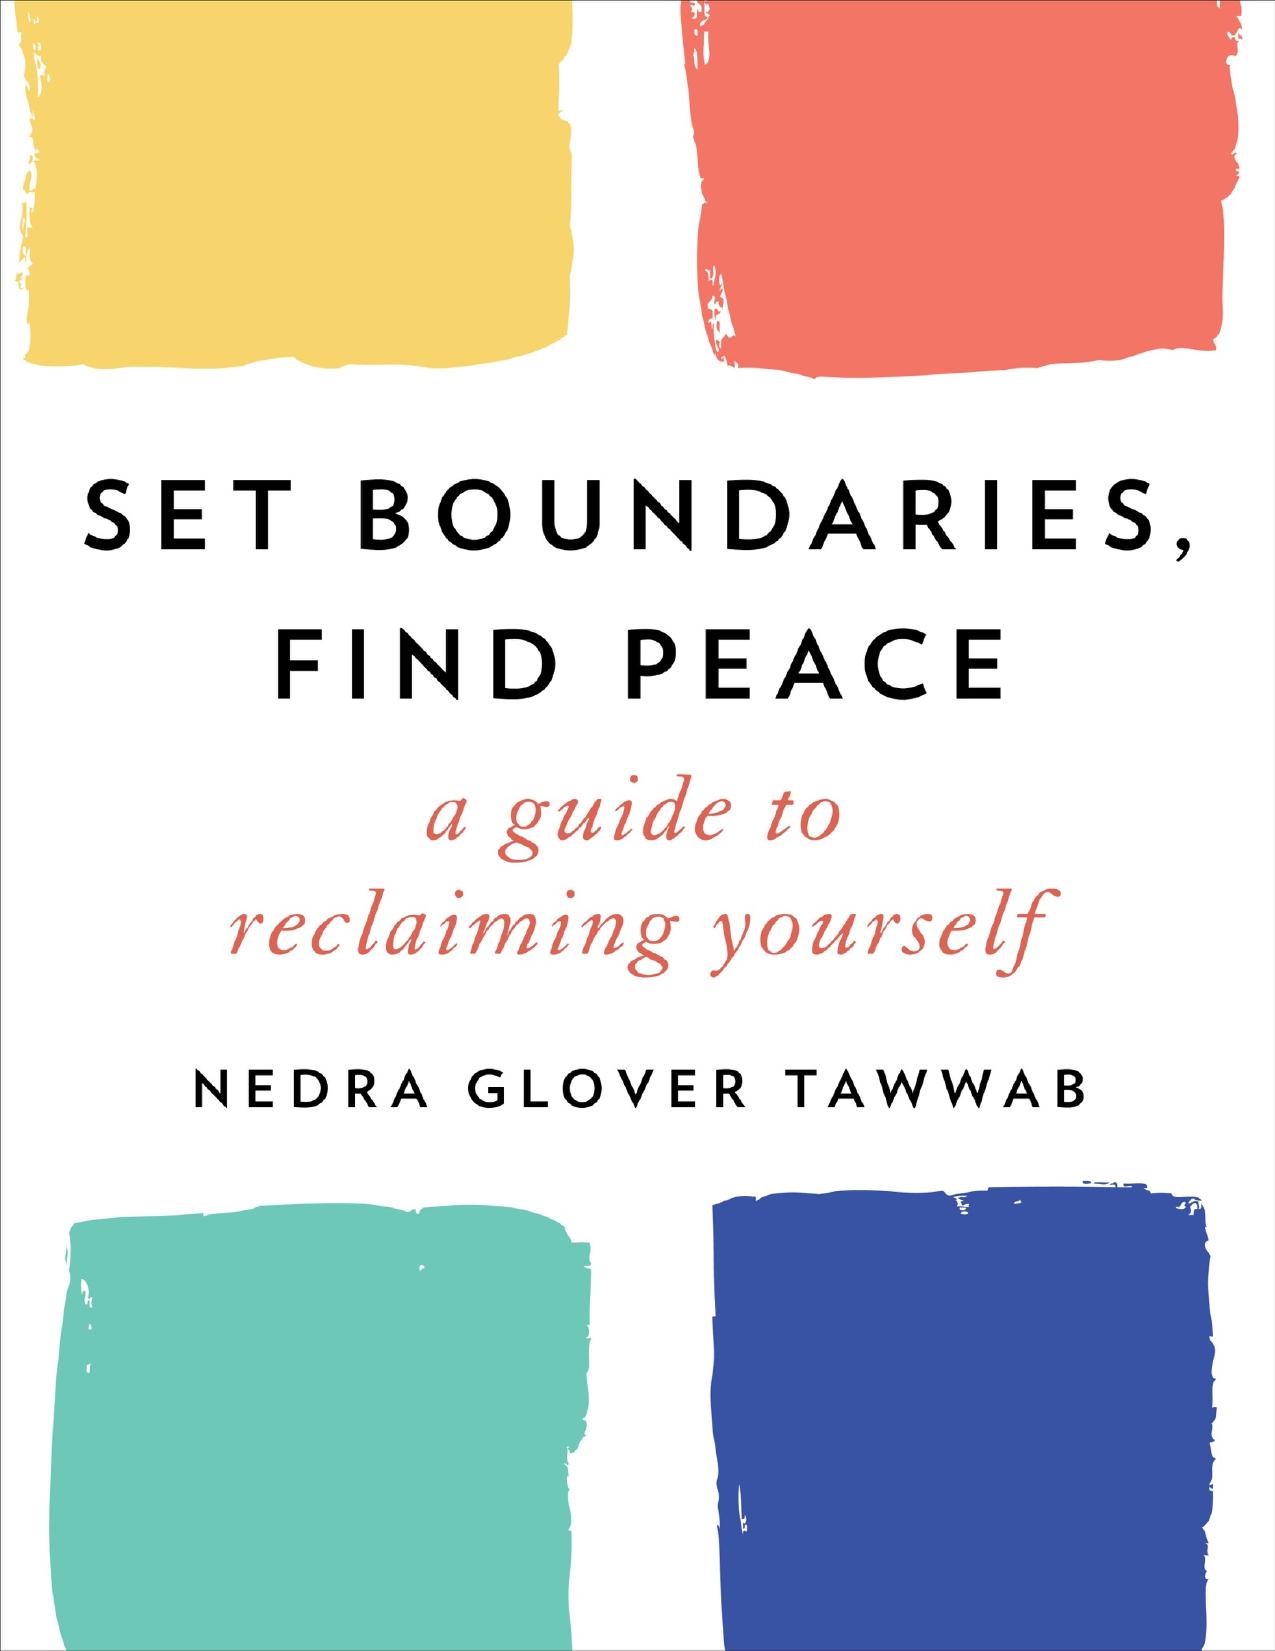 SET BOUNDARIES,
FIND PEACE
a guide to
reclaiming yourself
NEDRA GLOVER TAWWAB